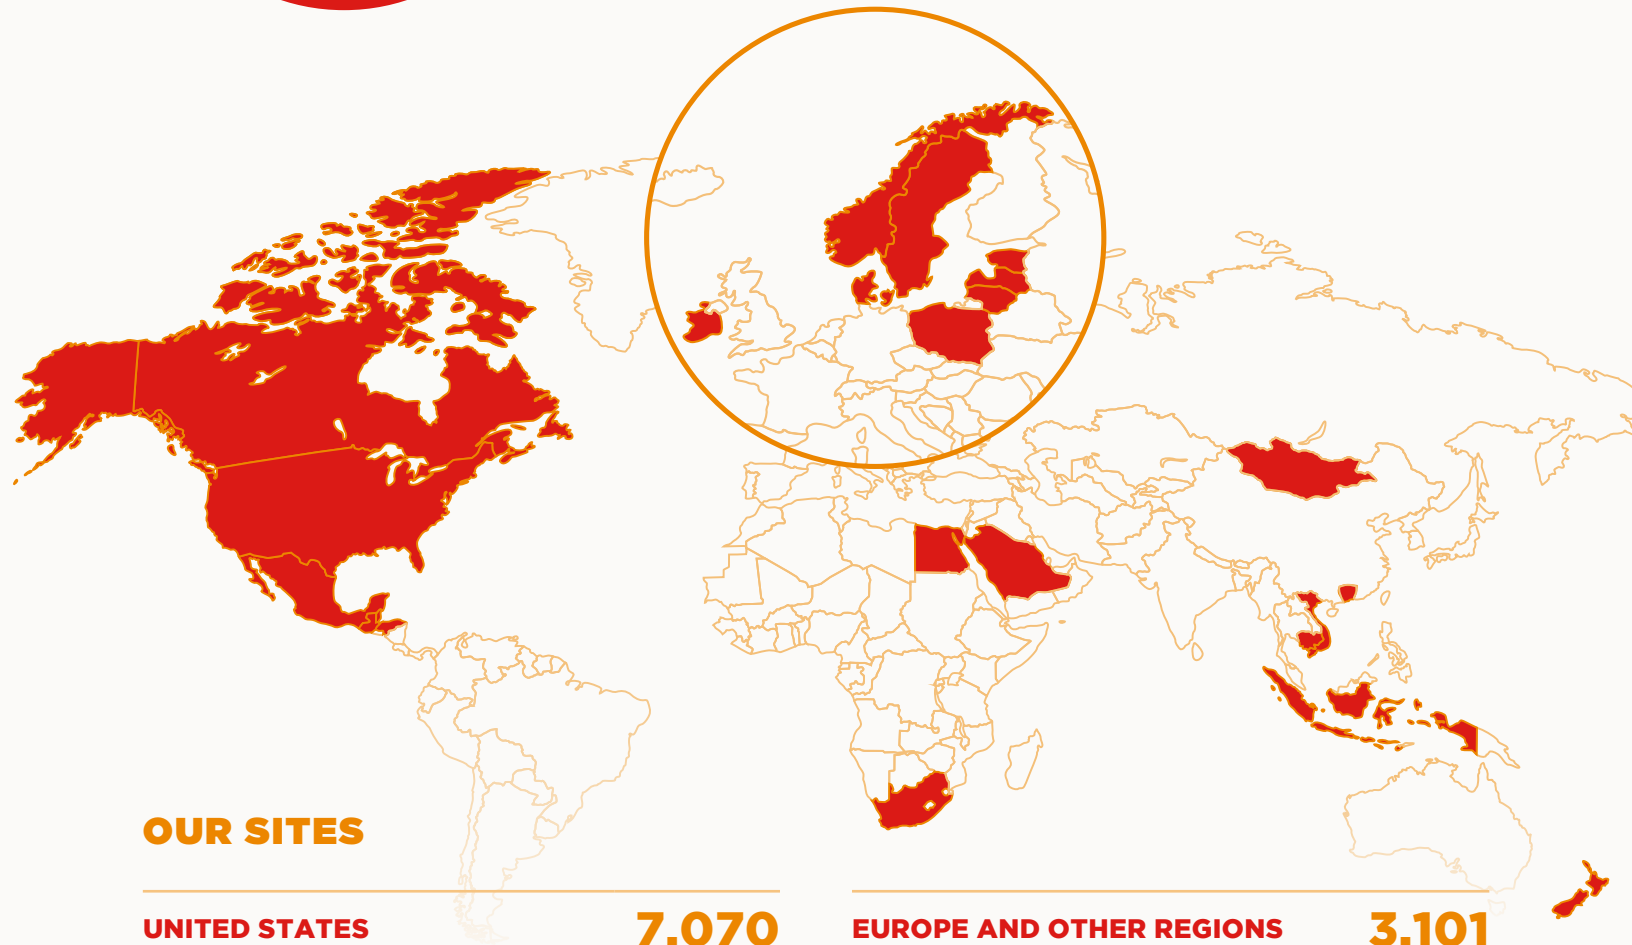 OUR SITES
UNITED STATES 7,070
EUROPE AND OTHER REGIONS 3,101